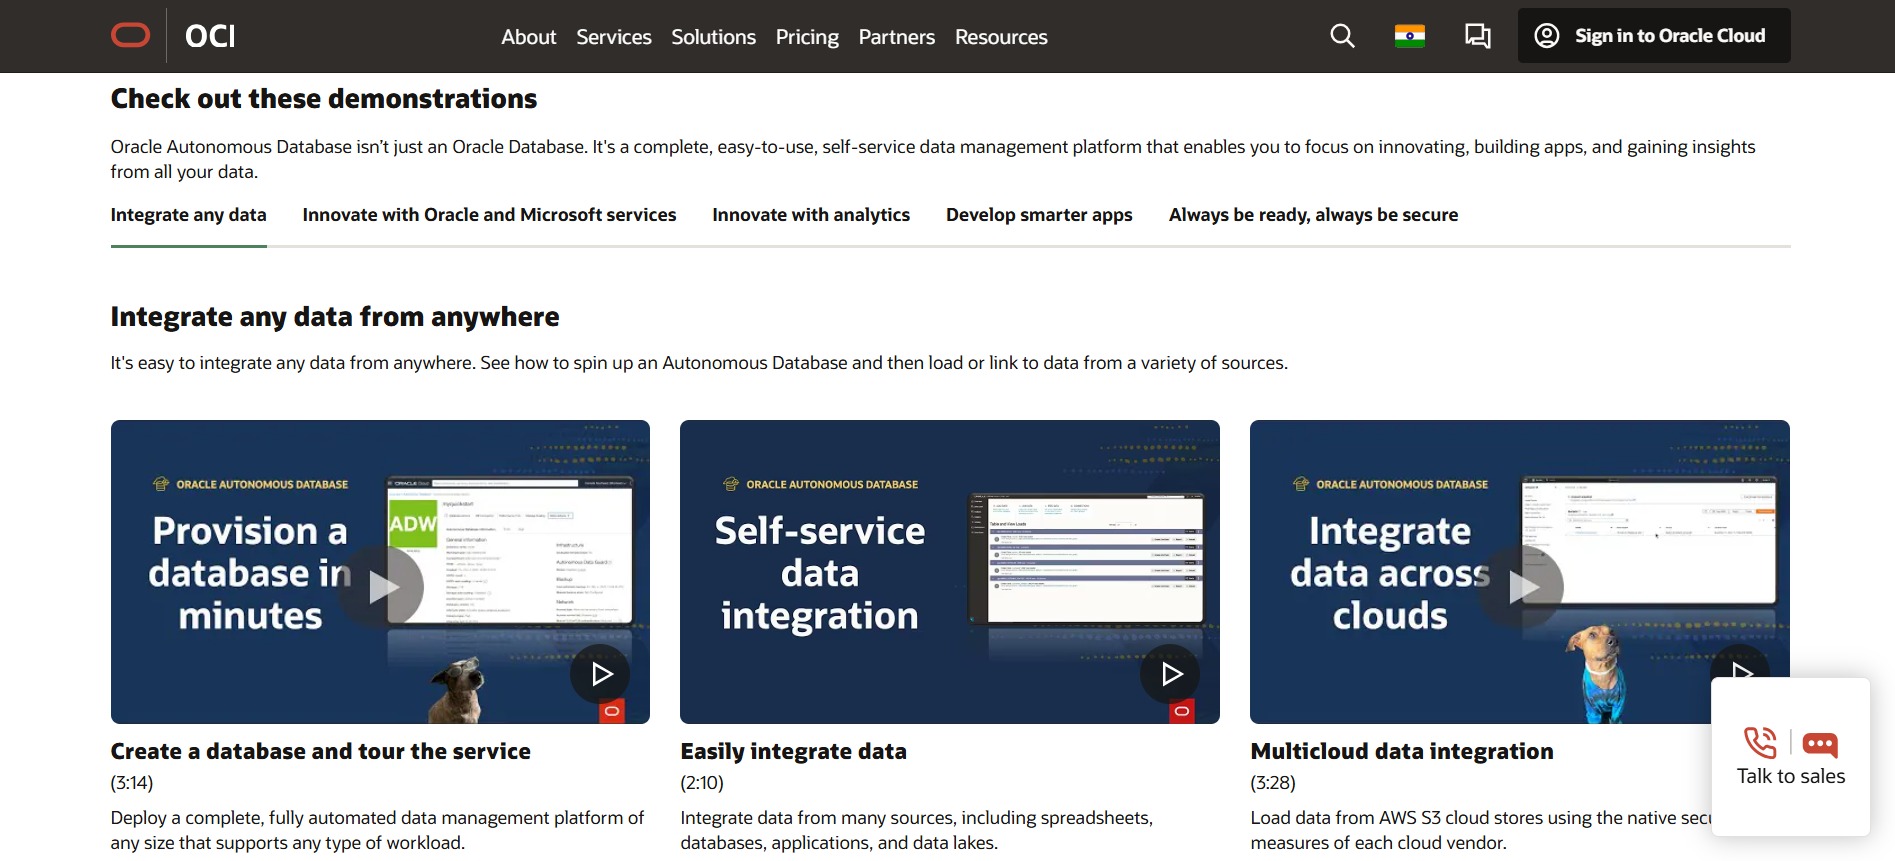 OCI
About Services Solutions Pricing Partners Resources
Sign in to Oracle Cloud
Check out these demonstrations
Oracle Autonomous Database isn't just an Oracle Database. It's a complete, easy-to-use, self-service data management platform that enables you to focus on innovating, building apps, and gaining insights
from all your data.
Integrate any data Innovate with Oracle and Microsoft services Innovate with analytics Develop smarter apps Always be ready, always be secure
Integrate any data from anywhere
It's easy to integrate any data from anywhere. See how to spin up an Autonomous Database and then load or link to data from a variety of sources.
ORACLE AUTONOMOUS DATABASE
Provision a
database in
minutes
ADW
Create a database and tour the service
(3:14)
Deploy a complete, fully automated data management platform of
any size that supports any type of workload.
ORACLE AUTONOMOUS DATABASE
Self-service
data
integration
Easily integrate data
(2:10)
Integrate data from many sources, including spreadsheets,
databases, applications, and data lakes.
ORACLE AUTONOMOUS DATABASE
Integrate
data across
clouds
Multicloud data integration
(3:28)
Load data from AWS S3 cloud stores using the native
measures of each cloud vendor.
Talk to sales